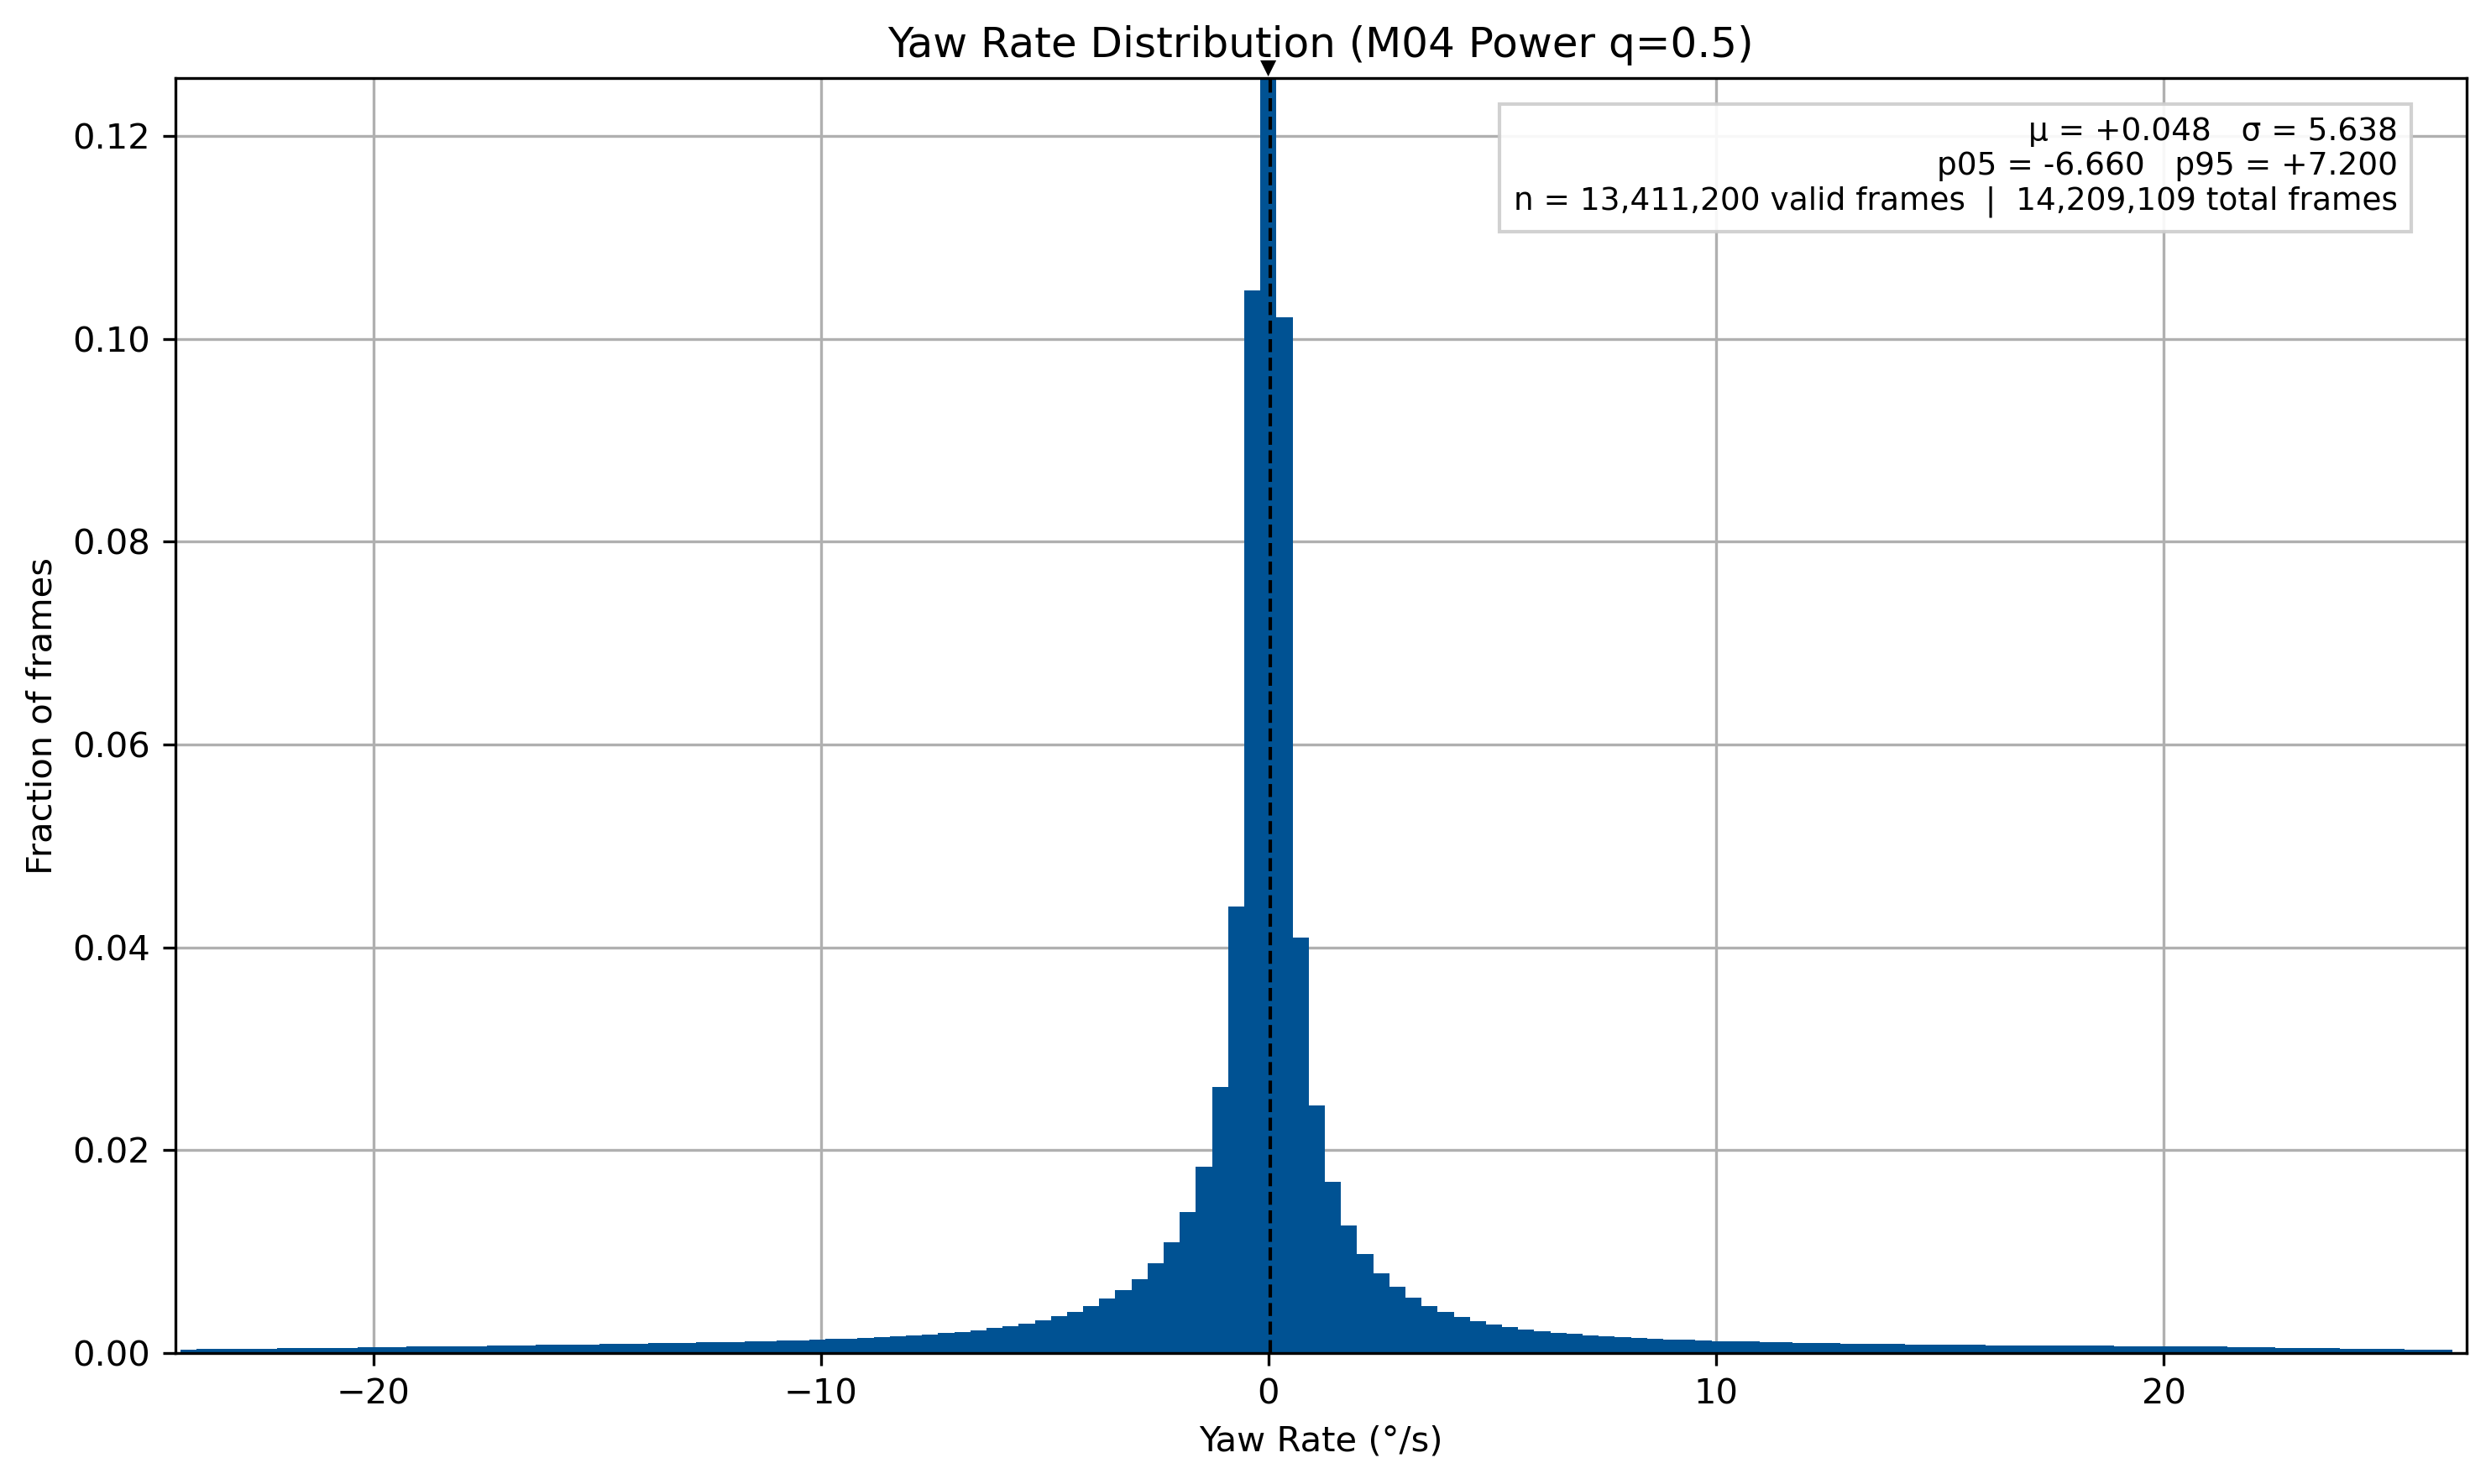 Yaw Rate Distribution (M04 Power q=0.5)
μ = +0.048   σ = 5.638
p05 = -6.660   p95 = +7.200
n = 13,411,200 valid frames  |  14,209,109 total frames
0.12
0.10
0.08
0.06
0.04
0.02
0.00
Fraction of frames
−20
−10
0
10
20
Yaw Rate (°/s)